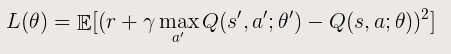 L(θ) = 𝔼[(r + γ max_{a′} Q(s′, a′; θ′) − Q(s, a; θ))²]